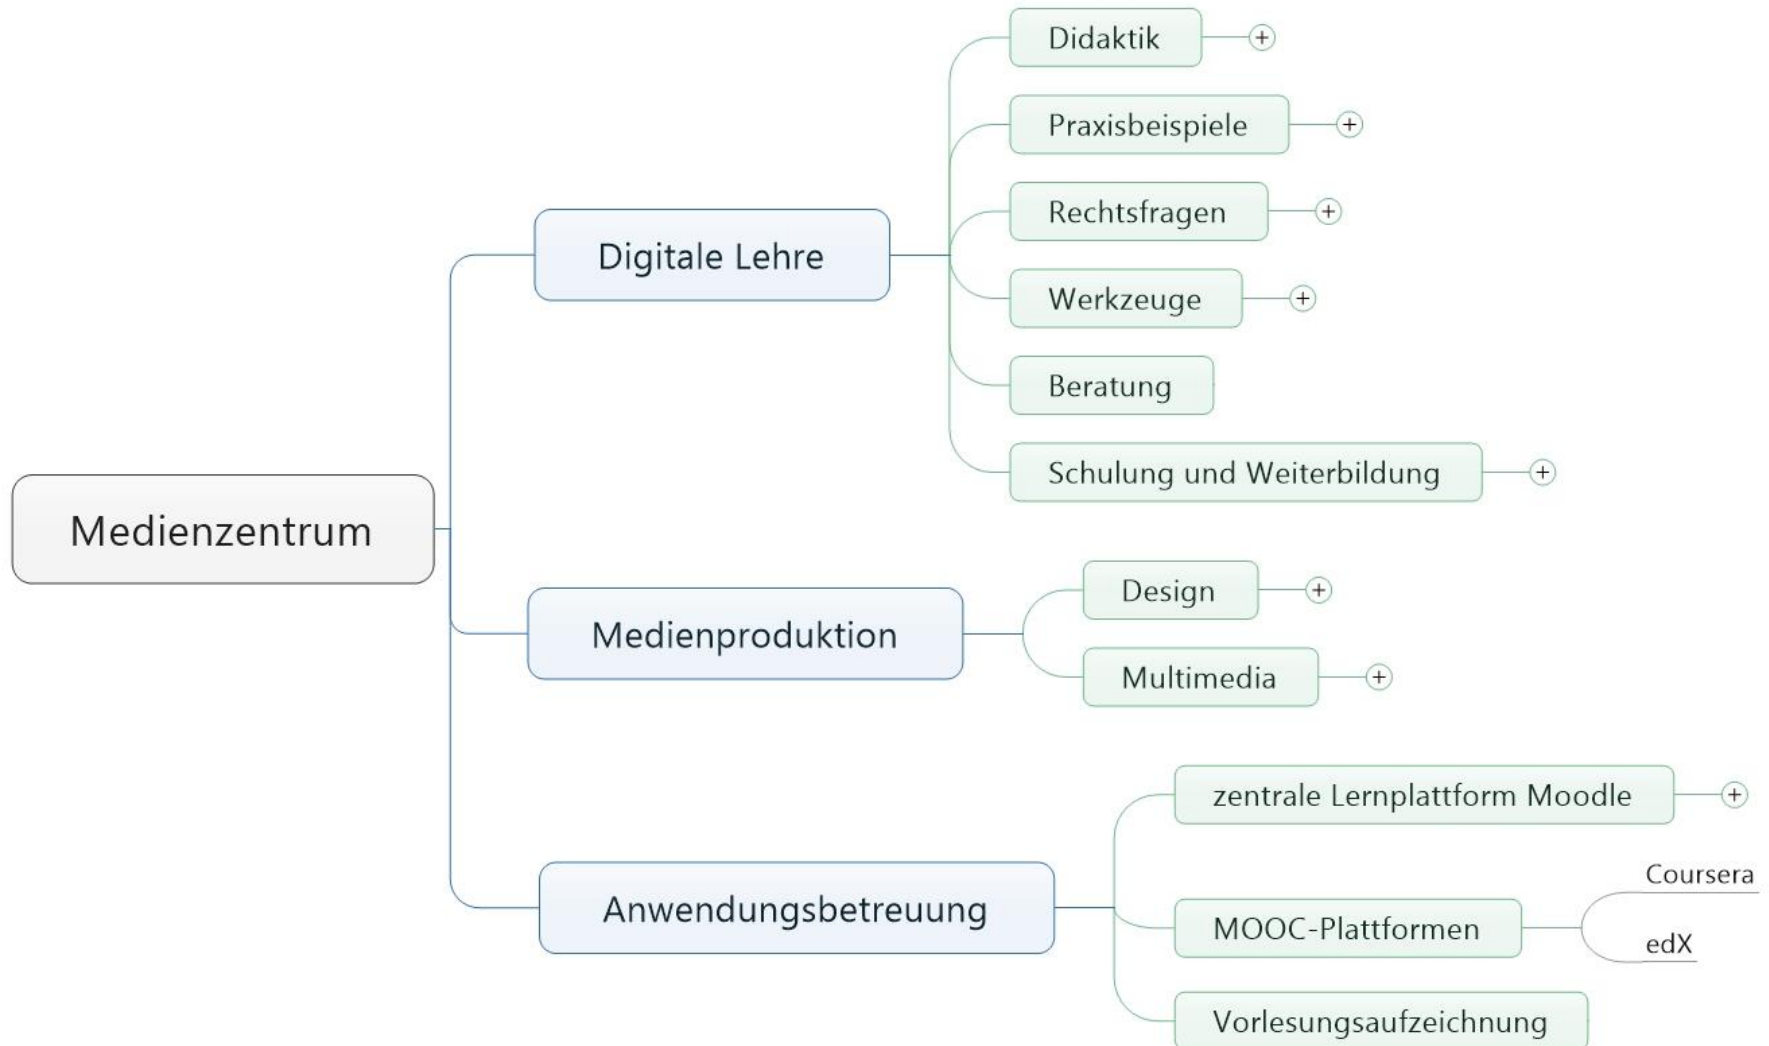 Medienzentrum
Digitale Lehre
Didaktik
+
Praxisbeispiele
+
Rechtsfragen
+
Werkzeuge
+
Beratung
Schulung und Weiterbildung
+
Medienproduktion
Design
+
Multimedia
+
Anwendungsbetreuung
zentrale Lernplattform Moodle
+
MOOC-Plattformen
Coursera
edX
Vorlesungsaufzeichnung